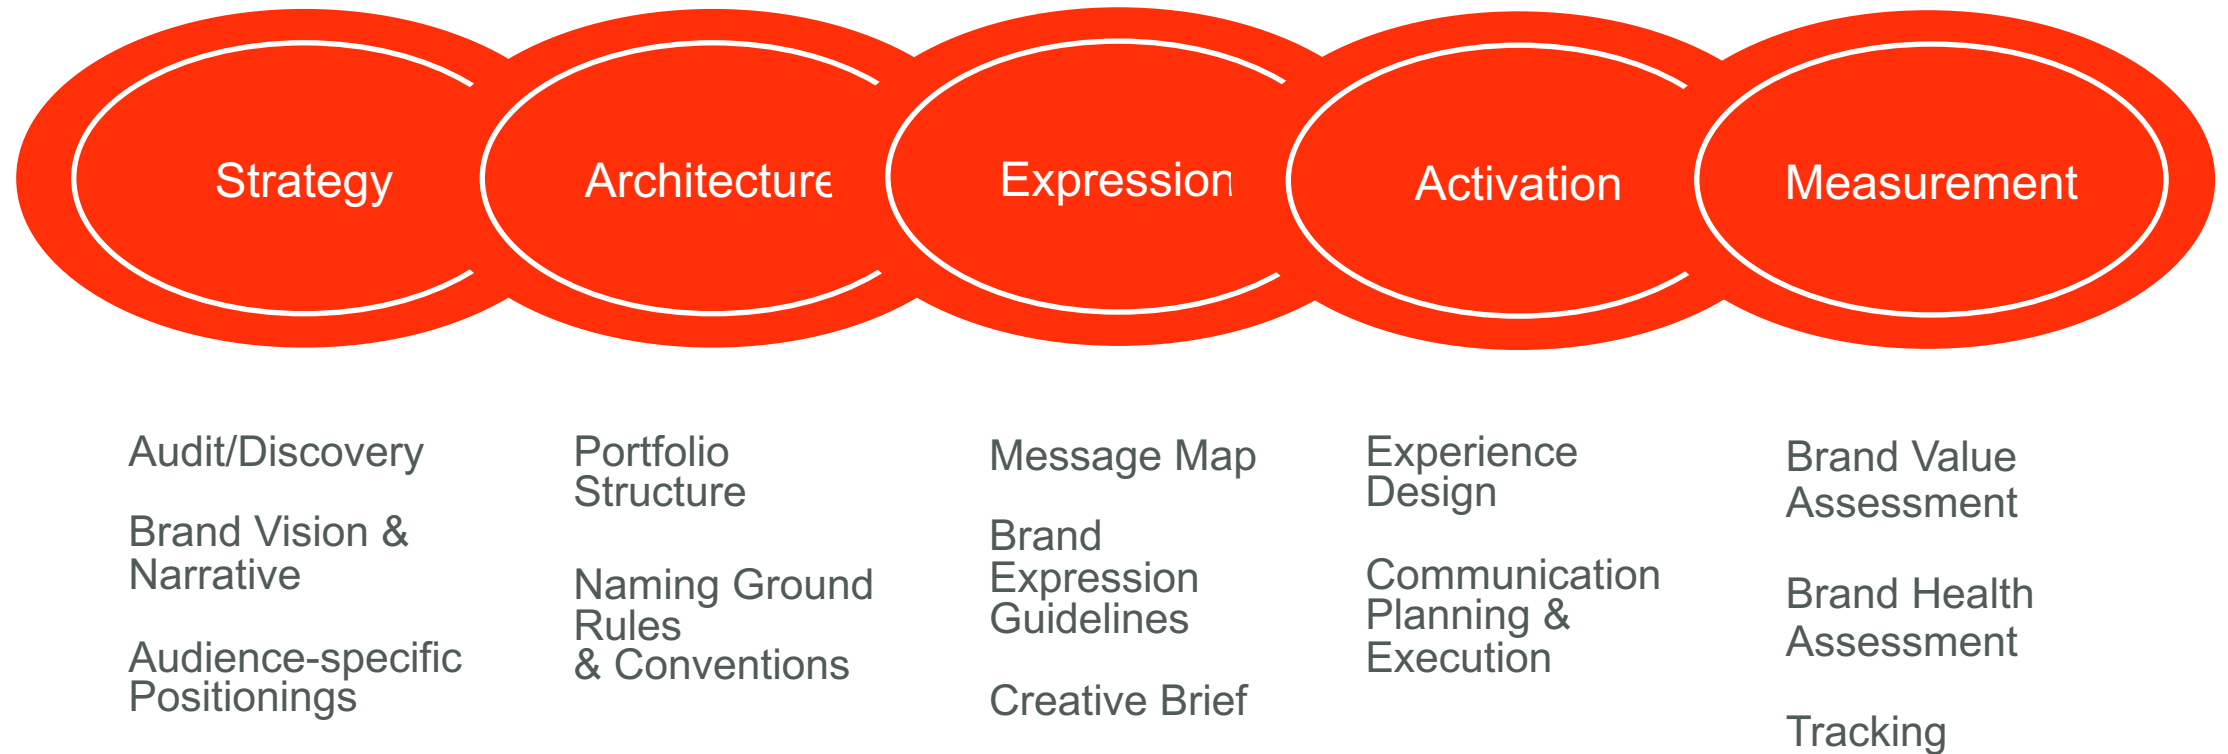 Strategy
Architecture
Expression
Activation
Measurement
Audit/Discovery
Brand Vision &
Narrative
Audience-specific
Positionings
Portfolio
Structure
Naming Ground
Rules
& Conventions
Message Map
Brand
Expression
Guidelines
Creative Brief
Experience
Design
Communication
Planning &
Execution
Brand Value
Assessment
Brand Health
Assessment
Tracking